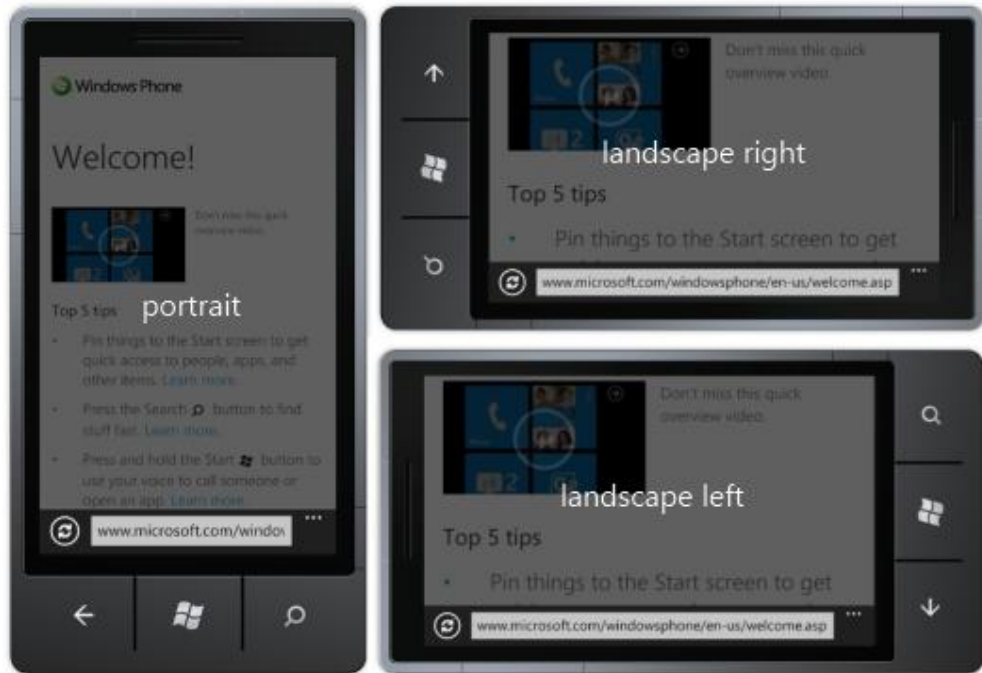 Windows Phone
Welcome!
Don't miss this quick
overview video.
Top 5 tips
portrait
Pin things to the Start screen to get
quick access to people, apps, and
other items. Learn more.
Press the Search button to find
stuff fast. Learn more.
Press and hold the Start button to
use your voice to call someone or
open an app. Learn more
www.microsoft.com/window
Don't miss this quick
overview video.
landscape right
Top 5 tips
Pin things to the Start screen to get
www.microsoft.com/windowsphone/en-us/welcome.asp
Don't miss this quick
overview video.
landscape left
Top 5 tips
Pin things to the Start screen to get
www.microsoft.com/windowsphone/en-us/welcome.asp